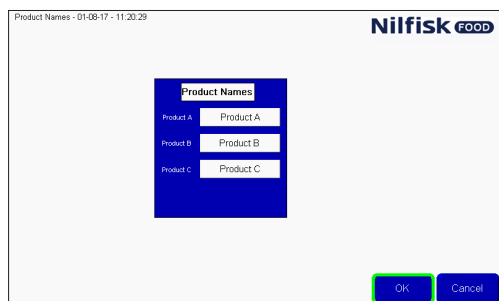 Product Names - 01-08-17 - 11:20:29
Nilfisk FOOD
Product Names
Product A Product A
Product B Product B
Product C Product C
OK Cancel